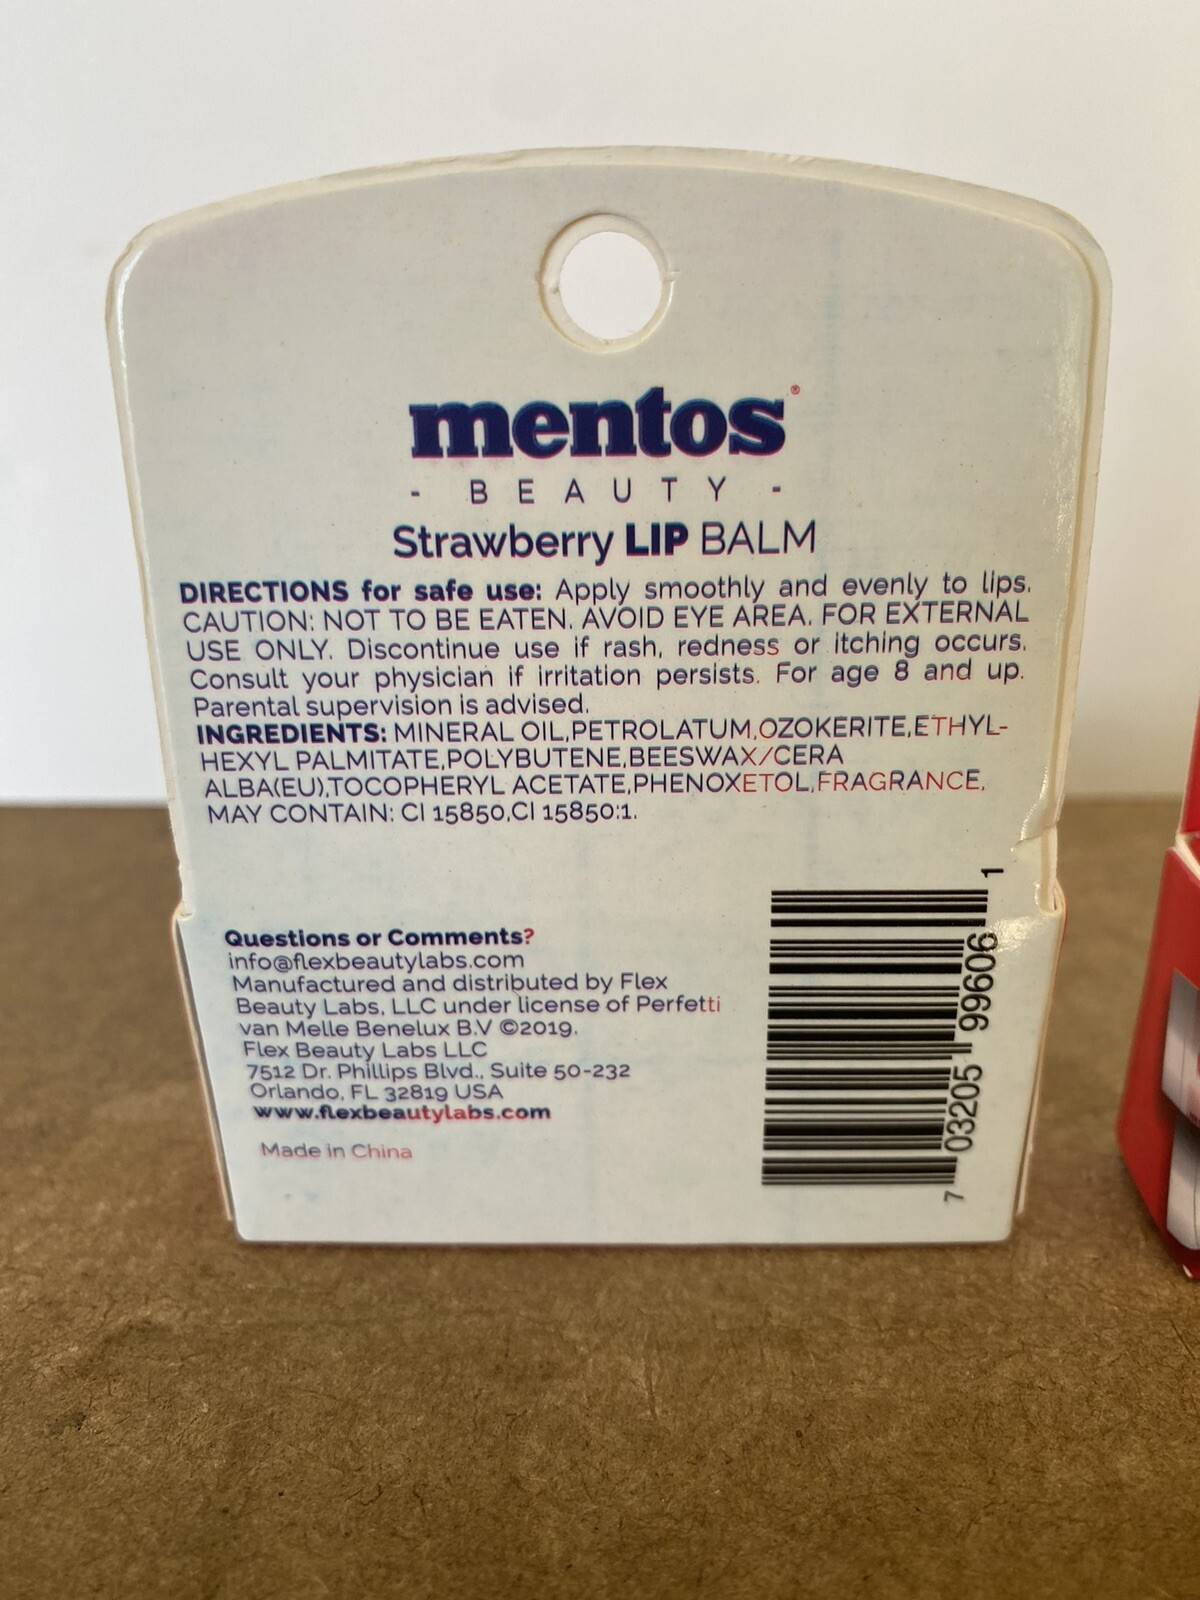 mentos®
- BEAUTY -
Strawberry LIP BALM
DIRECTIONS for safe use: Apply smoothly and evenly to lips.
CAUTION: NOT TO BE EATEN. AVOID EYE AREA. FOR EXTERNAL
USE ONLY. Discontinue use if rash, redness or itching occurs.
Consult your physician if irritation persists. For age 8 and up.
Parental supervision is advised.
INGREDIENTS: MINERAL OIL,PETROLATUM,OZOKERITE,ETHYL-
HEXYL PALMITATE,POLYBUTENE,BEESWAX/CERA
ALBA(EU),TOCOPHERYL ACETATE,PHENOXETOL,FRAGRANCE,
MAY CONTAIN: CI 15850,CI 15850:1.
Questions or Comments?
info@flexbeautylabs.com
Manufactured and distributed by Flex
Beauty Labs, LLC under license of Perfetti
van Melle Benelux B.V ©2019.
Flex Beauty Labs LLC
7512 Dr. Phillips Blvd., Suite 50-232
Orlando, FL 32819 USA
www.flexbeautylabs.com
Made in China
7 03205 99606 1